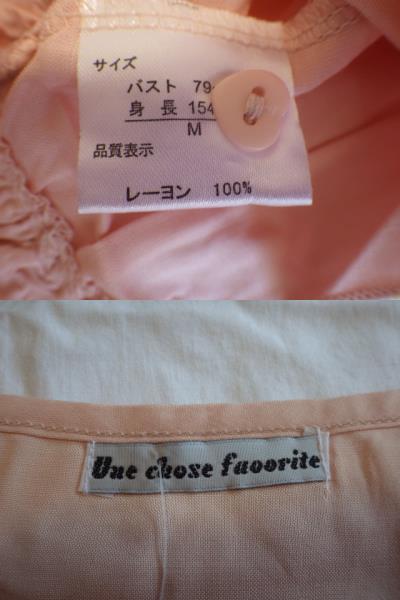 サイズ
バスト 79
身長 154
M
品質表示
レーヨン 100%
Une chose favorite